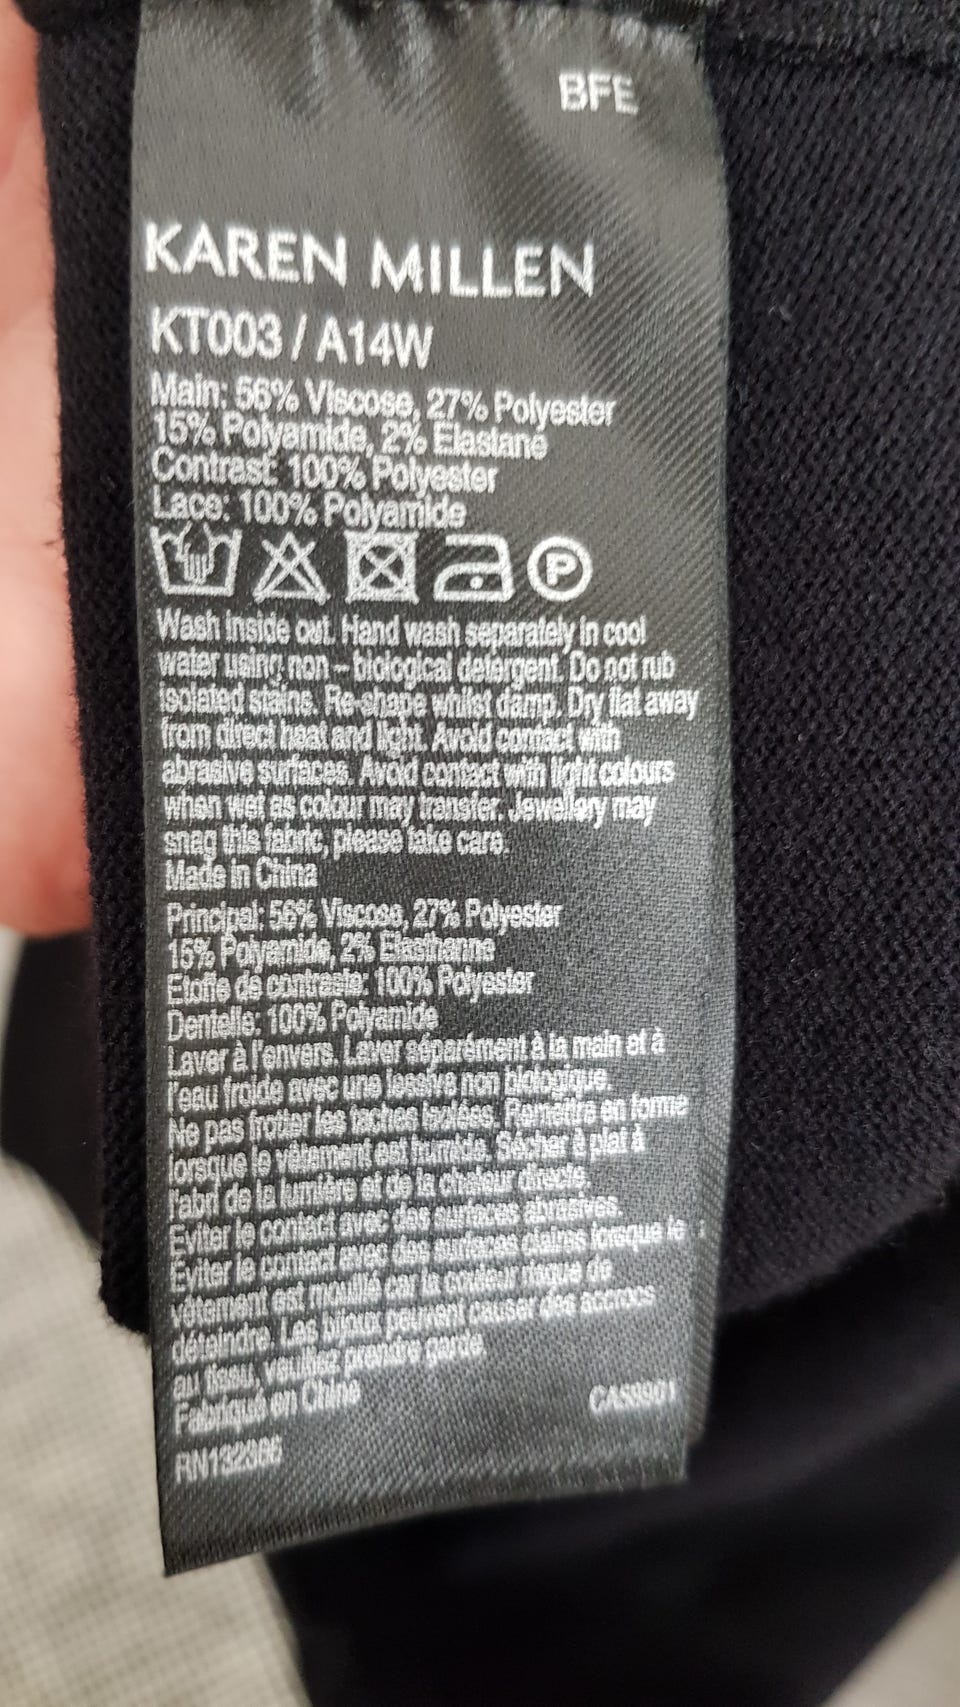 BFE
KAREN MILLEN
KT003 / A14W
Main: 56% Viscose, 27% Polyester
15% Polyamide, 2% Elastane
Contrast: 100% Polyester
Lace: 100% Polyamide
P
Wash inside out. Hand wash separately in cool
water using non - biological detergent. Do not rub
isolated stains. Re-shape whilst damp. Dry flat away
from direct heat and light. Avoid contact with
abrasive surfaces. Avoid contact with light colours
when wet as colour may transfer. Jewellery may
snag this fabric, please take care.
Made in China
Principal: 56% Viscose, 27% Polyester
15% Polyamide, 2% Elasthanne
Etoffe de contraste: 100% Polyester
Dentelle: 100% Polyamide
Laver à l'envers. Laver séparément à la main et à
l'eau froide avec une lessive non biologique.
Ne pas frotter les taches isolées. Remettre en forme
lorsque le vêtement est humide. Sécher à plat à
l'abri de la lumière et de la chaleur directe.
Eviter le contact avec des surfaces abrasives.
Eviter le contact avec des surfaces claires lorsque le
vêtement est mouillé car la couleur risque de
déteindre. Les bijoux peuvent causer des accrocs
au tissu, veuillez prendre garde
Fabriqué en Chine
RN132366